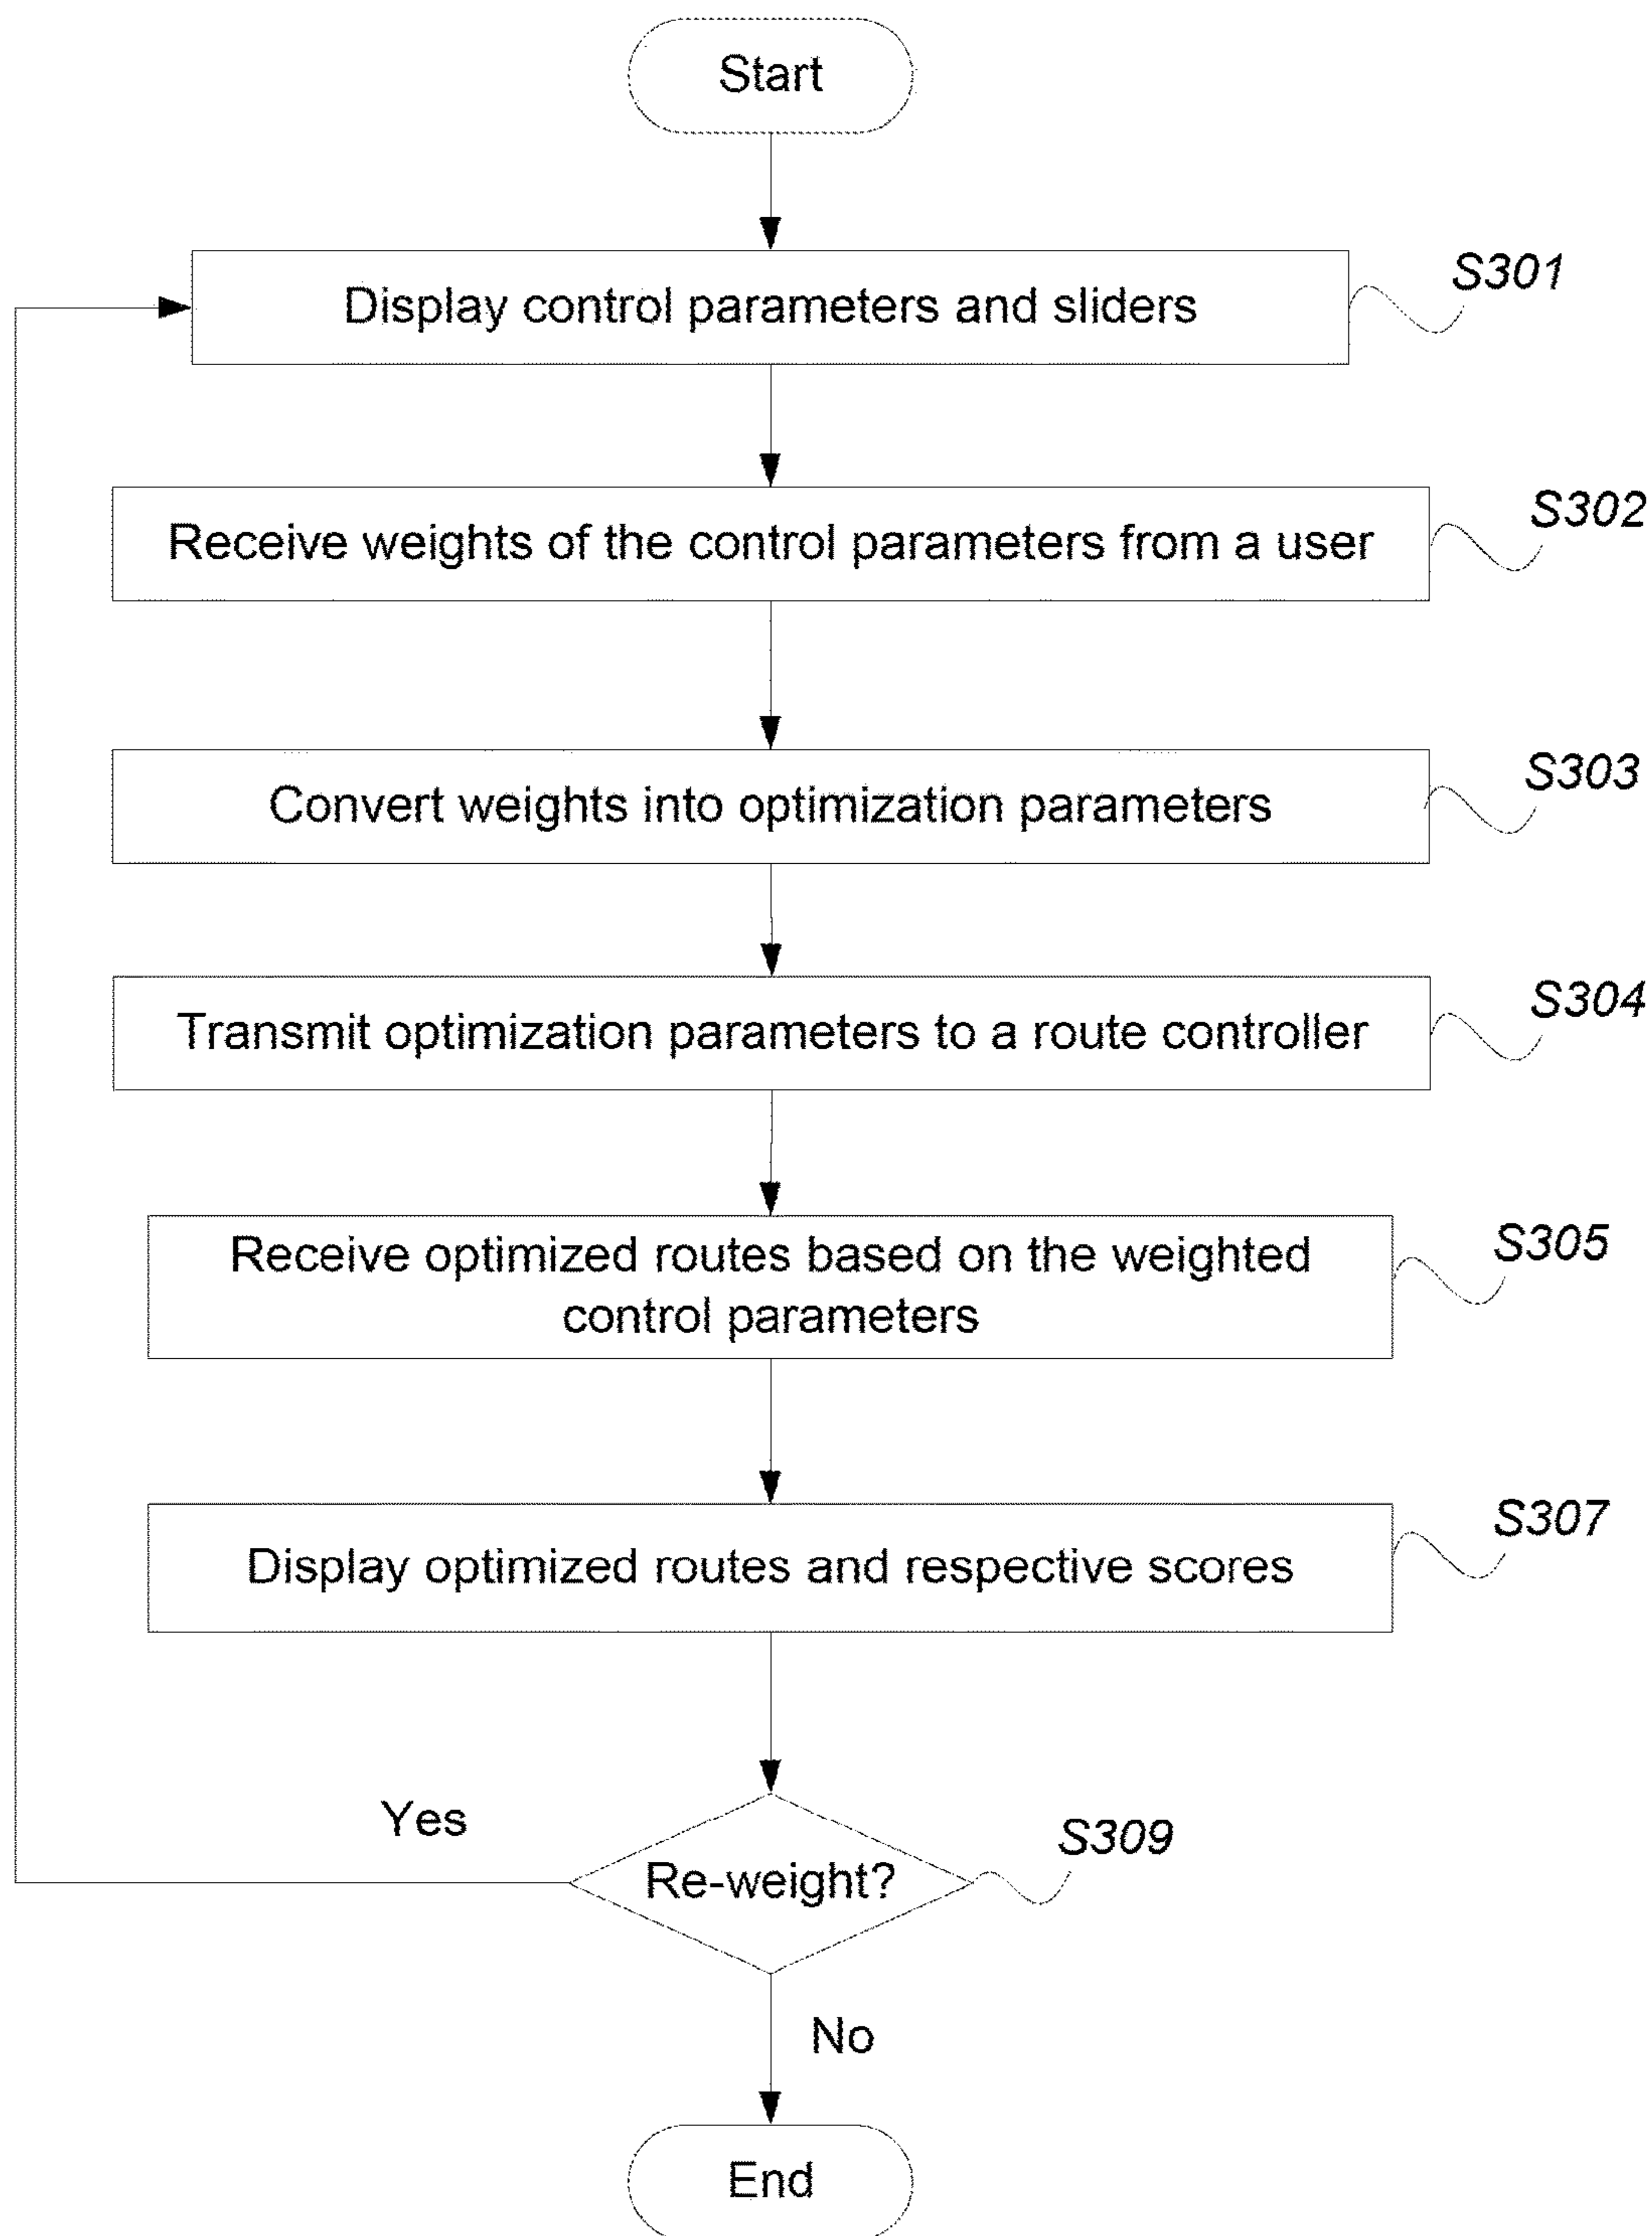 Start
Display control parameters and sliders
S301
Receive weights of the control parameters from a user
S302
Convert weights into optimization parameters
S303
Transmit optimization parameters to a route controller
S304
Receive optimized routes based on the weighted
control parameters
S305
Display optimized routes and respective scores
S307
Yes
Re-weight?
S309
No
End